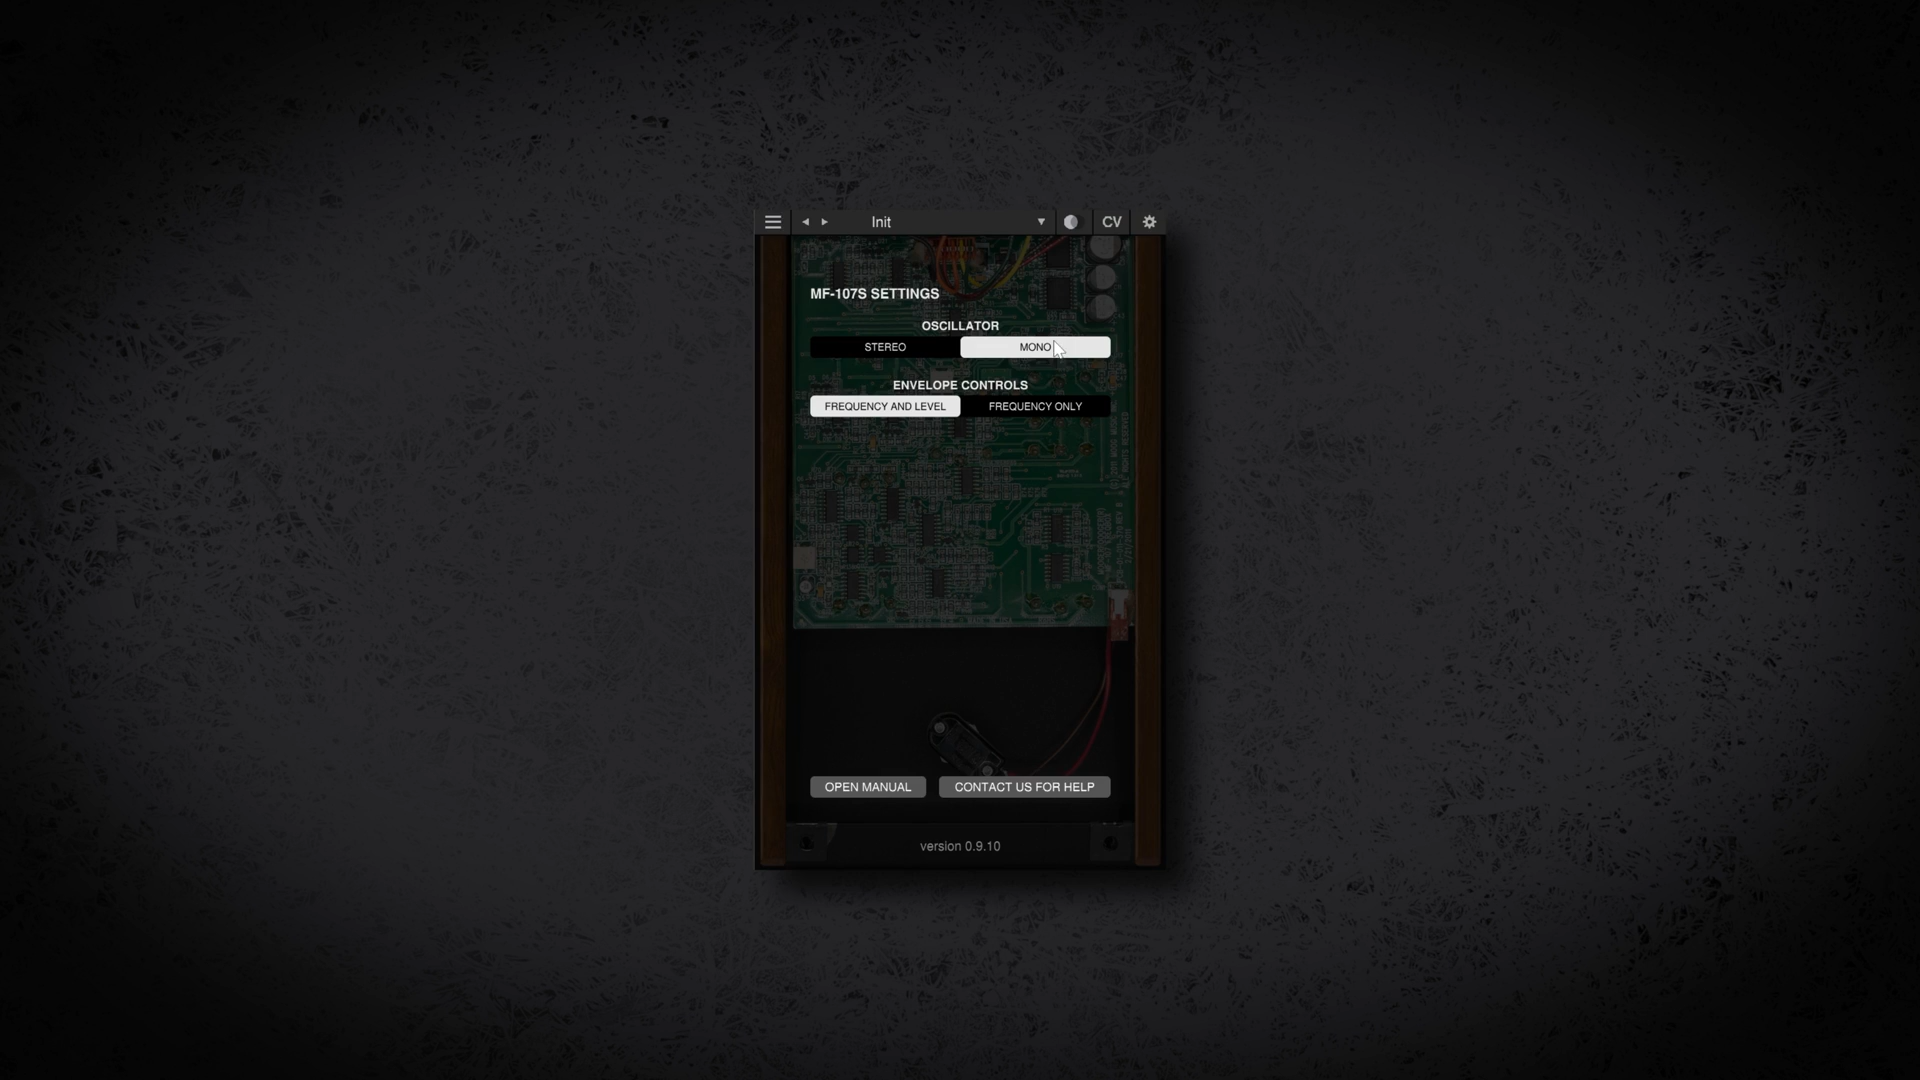 Init
CV
MF-107S SETTINGS
OSCILLATOR
STEREO
MONO
ENVELOPE CONTROLS
FREQUENCY AND LEVEL
FREQUENCY ONLY
OPEN MANUAL
CONTACT US FOR HELP
version 0.9.10